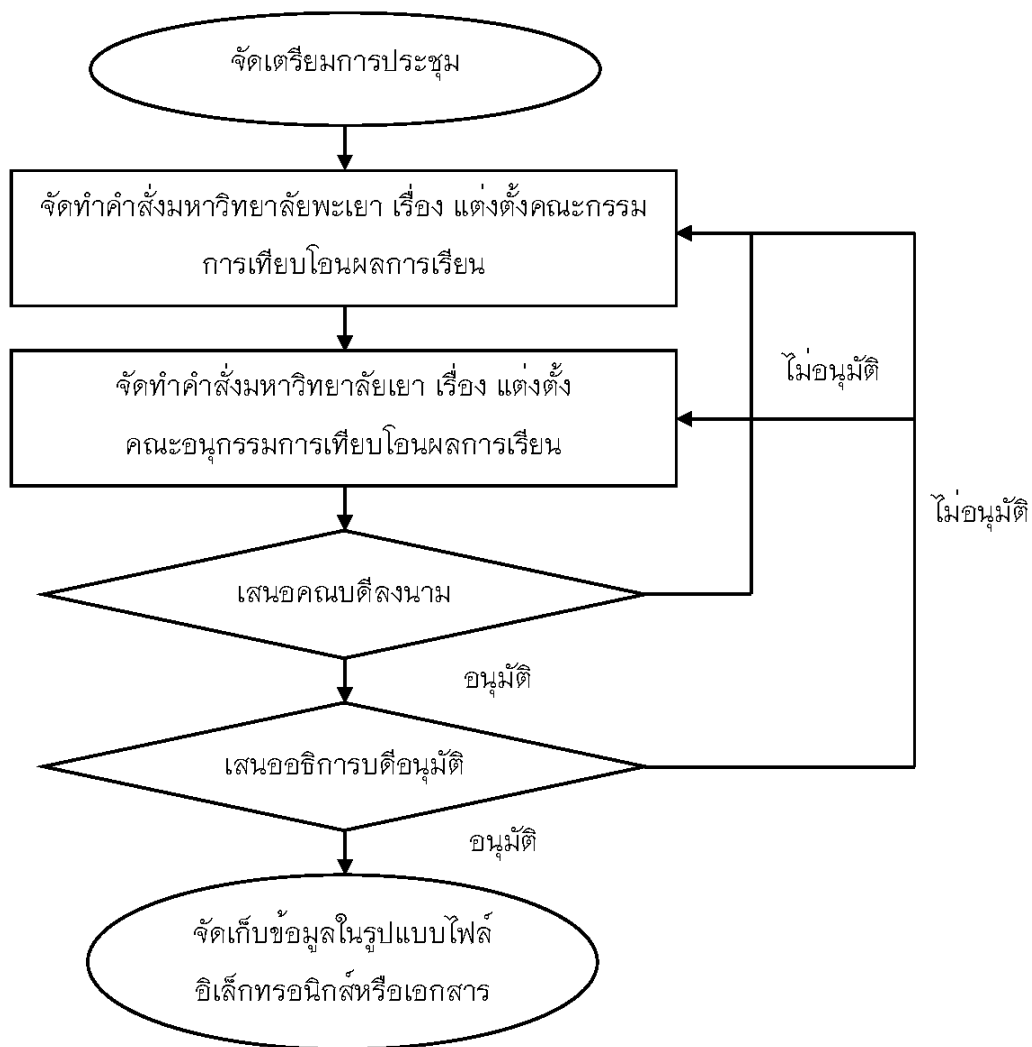 จัดเตรียมการประชุม
จัดทำคำสั่งมหาวิทยาลัยพะเยา เรื่อง แต่งตั้งคณะกรรม
การเทียบโอนผลการเรียน
จัดทำคำสั่งมหาวิทยาลัยเยา เรื่อง แต่งตั้ง
คณะอนุกรรมการเทียบโอนผลการเรียน
ไม่อนุมัติ
ไม่อนุมัติ
เสนอคณบดีลงนาม
อนุมัติ
เสนออธิการบดีอนุมัติ
อนุมัติ
จัดเก็บข้อมูลในรูปแบบไฟล์
อิเล็กทรอนิกส์หรือเอกสาร